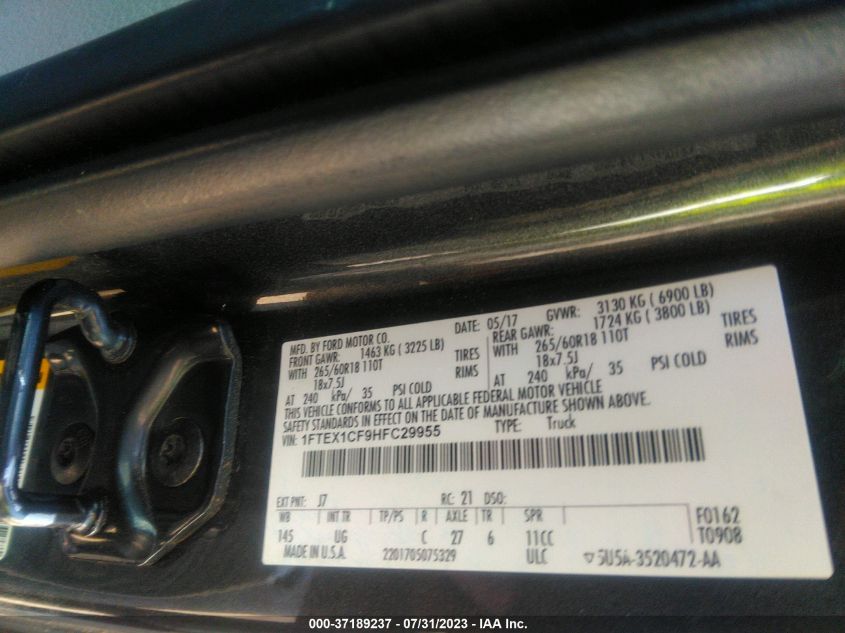 MFD. BY FORD MOTOR CO.
DATE: 05/17
GVWR: 3130 KG ( 6900 LB)
FRONT GAWR: 1463 KG ( 3225 LB)
REAR GAWR: 1724 KG ( 3800 LB)
WITH 265/60R18 110T TIRES
WITH 265/60R18 110T TIRES
18x7.5J RIMS
18x7.5J RIMS
AT 240 kPa/ 35 PSI COLD
AT 240 kPa/ 35 PSI COLD
THIS VEHICLE CONFORMS TO ALL APPLICABLE FEDERAL MOTOR VEHICLE
SAFETY STANDARDS IN EFFECT ON THE DATE OF MANUFACTURE SHOWN ABOVE.
VIN: 1FTEX1CF9HFC29955
TYPE: Truck
EXT PNT: J7 RC: 21 DSO:
WB INT TR TP/PS R AXLE TR SPR
F0162
145 UG C 27 6 11CC
T0908
MADE IN U.S.A. 2201705075329 ULC 5U5A-3520472-AA
000-37189237 - 07/31/2023 - IAA Inc.